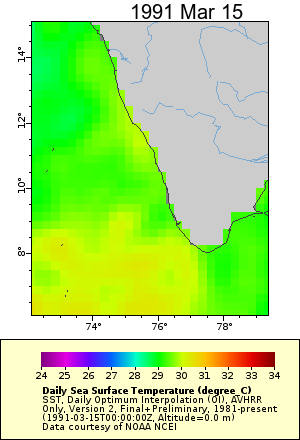 1991 Mar 15
14°
12°
10°
8°
74°
76°
78°
24 25 26 27 28 29 30 31 32 33 34
Daily Sea Surface Temperature (degree_C)
SST, Daily Optimum Interpolation (OI), AVHRR
Only, Version 2, Final+Preliminary, 1981-present
(1991-03-15T00:00:00Z, Altitude=0.0 m)
Data courtesy of NOAA NCEI